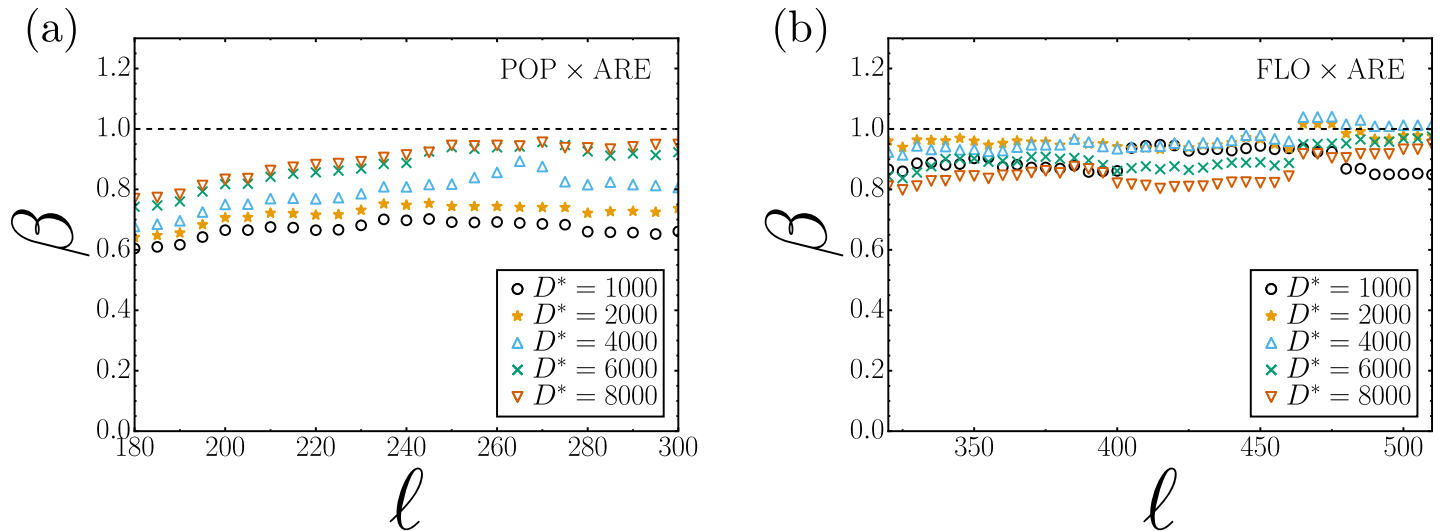 (a)
POP × ARE
β
1.2
1.0
0.8
0.6
0.4
0.2
0.0
D* = 1000
D* = 2000
D* = 4000
D* = 6000
D* = 8000
180 200 220 240 260 280 300
ℓ
(b)
FLO × ARE
β
1.2
1.0
0.8
0.6
0.4
0.2
0.0
D* = 1000
D* = 2000
D* = 4000
D* = 6000
D* = 8000
350 400 450 500
ℓ